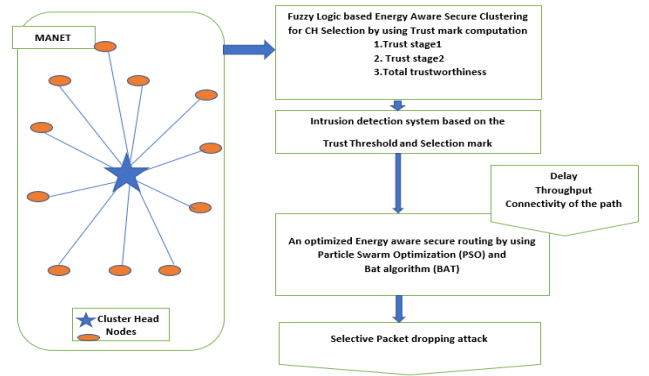 MANET
Cluster Head
Nodes
Fuzzy Logic based Energy Aware Secure Clustering
for CH Selection by using Trust mark computation
1.Trust stage1
2. Trust stage2
3.Total trustworthiness
Intrusion detection system based on the
Trust Threshold and Selection mark
Delay
Throughput
Connectivity of the path
An optimized Energy aware secure routing by using
Particle Swarm Optimization (PSO) and
Bat algorithm (BAT)
Selective Packet dropping attack